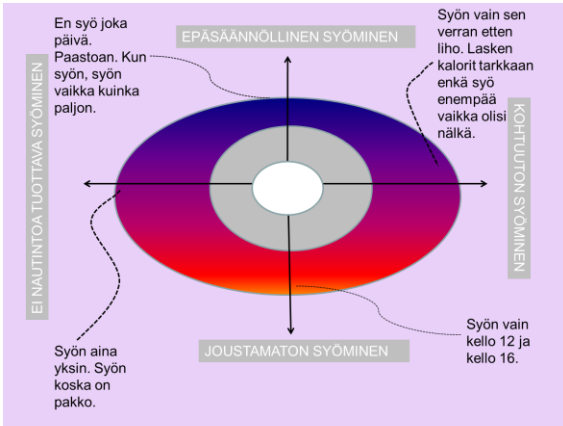 En syö joka
päivä.
Paastoan. Kun
syön, syön
vaikka kuinka
paljon.
EPÄSÄÄNNÖLLINEN SYÖMINEN
Syön vain sen
verran etten
liho. Lasken
kalorit tarkkaan
enkä syö
enempää
vaikka olisi
nälkä.
EI NAUTINTOA TUOTTAVA SYÖMINEN
KOHTUUTON SYÖMINEN
Syön aina
yksin. Syön
koska on
pakko.
JOUSTAMATON SYÖMINEN
Syön vain
kello 12 ja
kello 16.